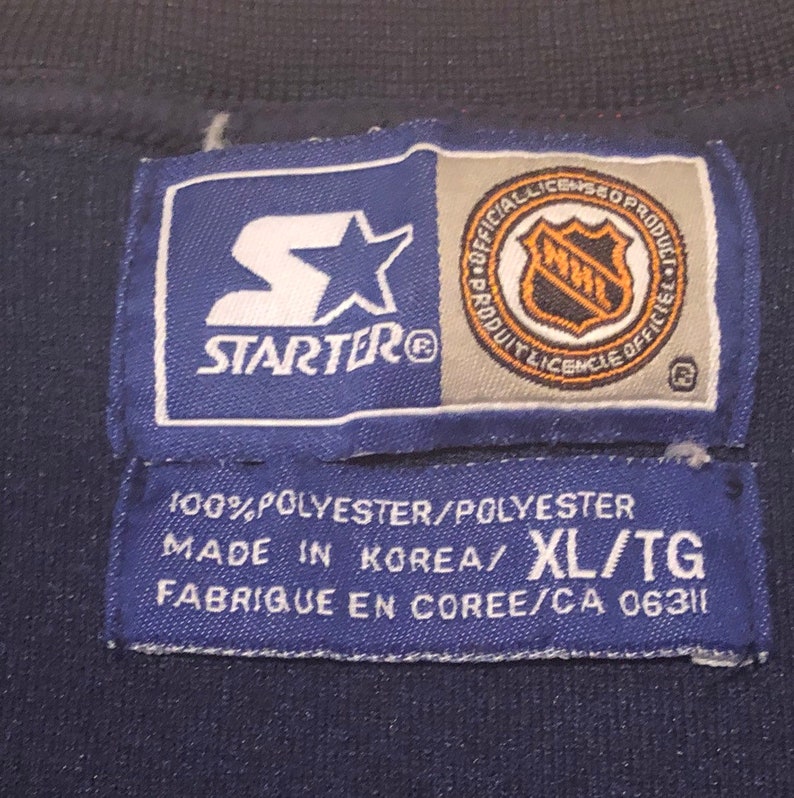 STARTER®
OFFICIAL LICENSED PRODUCT
NHL
PRODUIT LICENCIE OFFICIEL
®
100% POLYESTER/POLYESTER
MADE IN KOREA/ XL/TG
FABRIQUE EN COREE/CA 06311